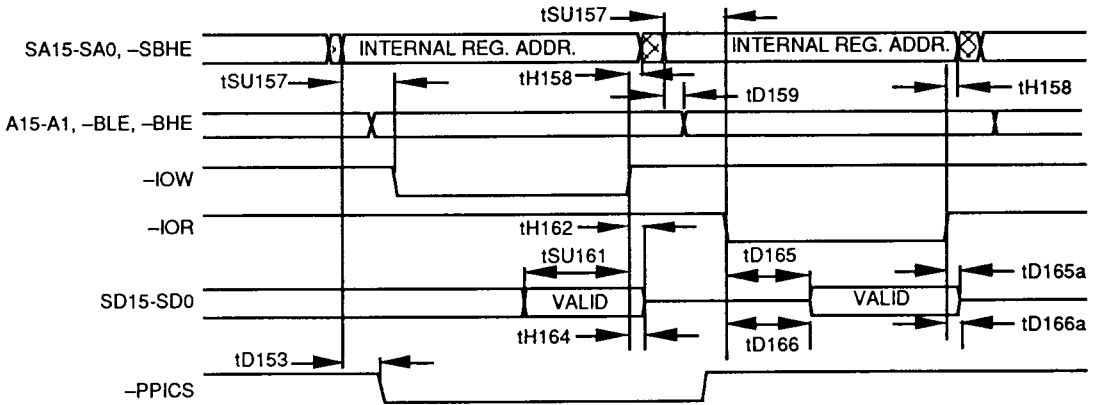 tSU157
SA15-SA0, –SBHE
INTERNAL REG. ADDR.
INTERNAL REG. ADDR.
tSU157
tH158
tD159
tH158
A15-A1, –BLE, –BHE
–IOW
–IOR
tH162
tSU161
tD165
tD165a
SD15-SD0
VALID
VALID
tH164
tD166
tD166a
tD153
–PPICS